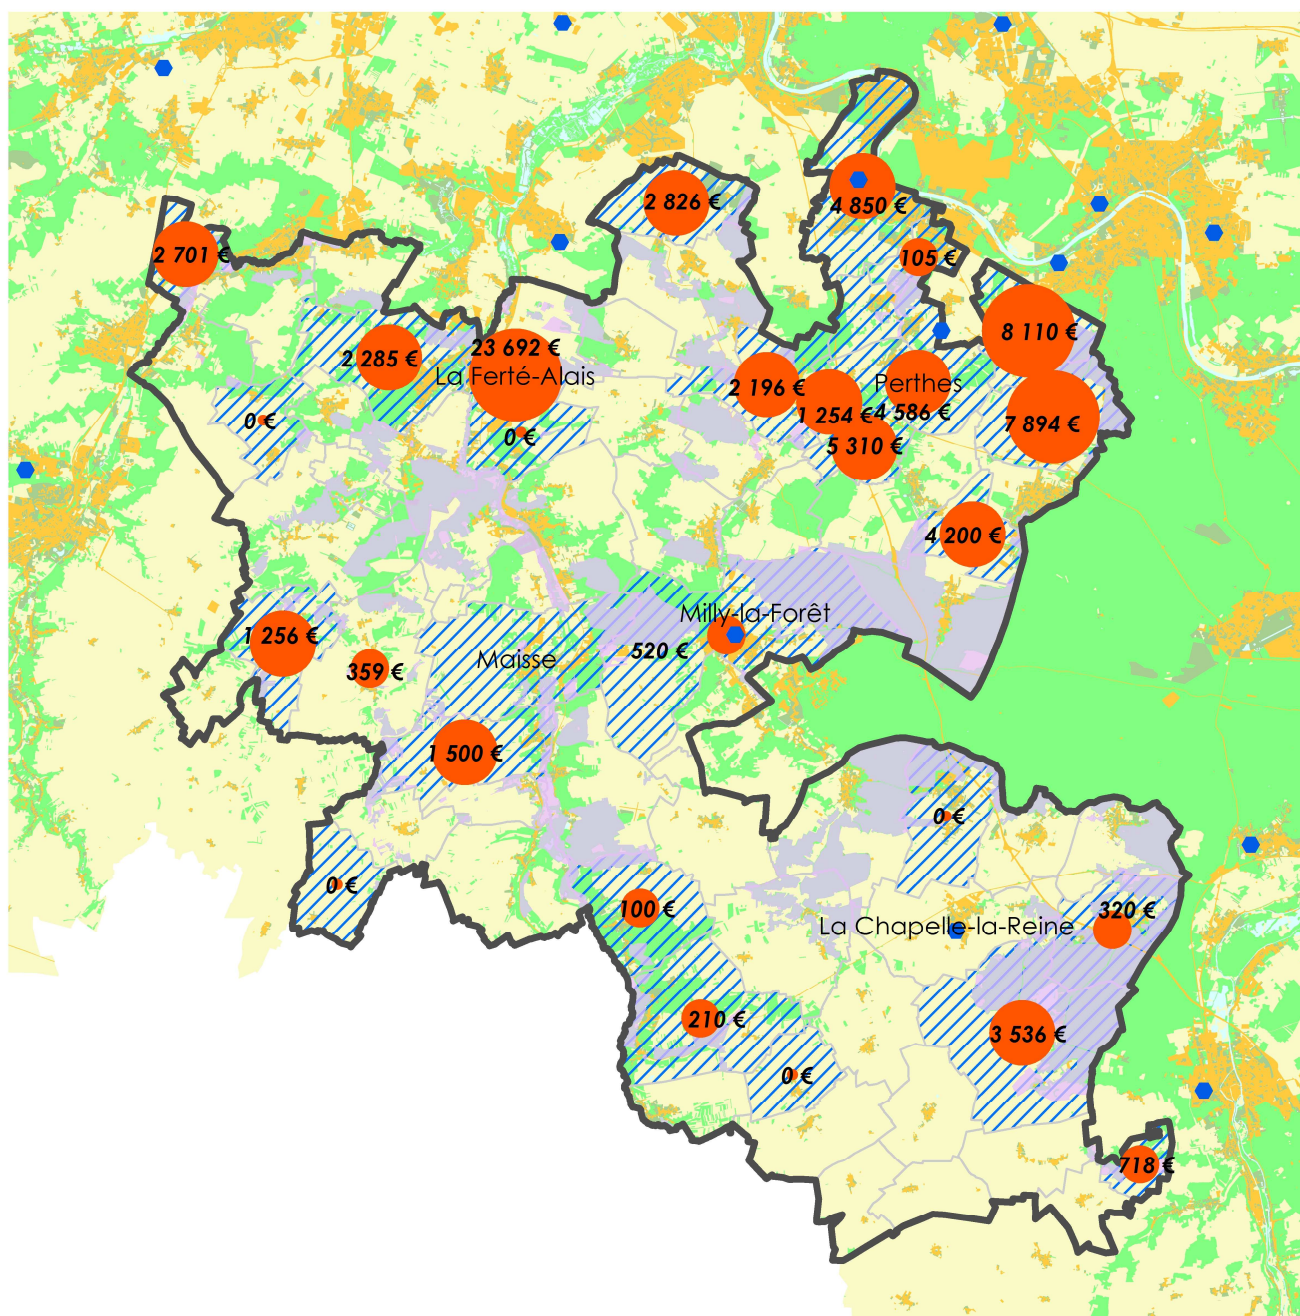 2 826 €
4 850 €
2 701 €
105 €
8 110 €
23 692 €
2 285 €
La Ferté-Alais
2 196 €
Perthes
1 254 €
4 586 €
7 894 €
0 €
0 €
5 310 €
4 200 €
Milly-la-Forêt
1 256 €
520 €
Maisse
359 €
1 500 €
0 €
0 €
100 €
320 €
La Chapelle-la-Reine
210 €
3 536 €
0 €
718 €